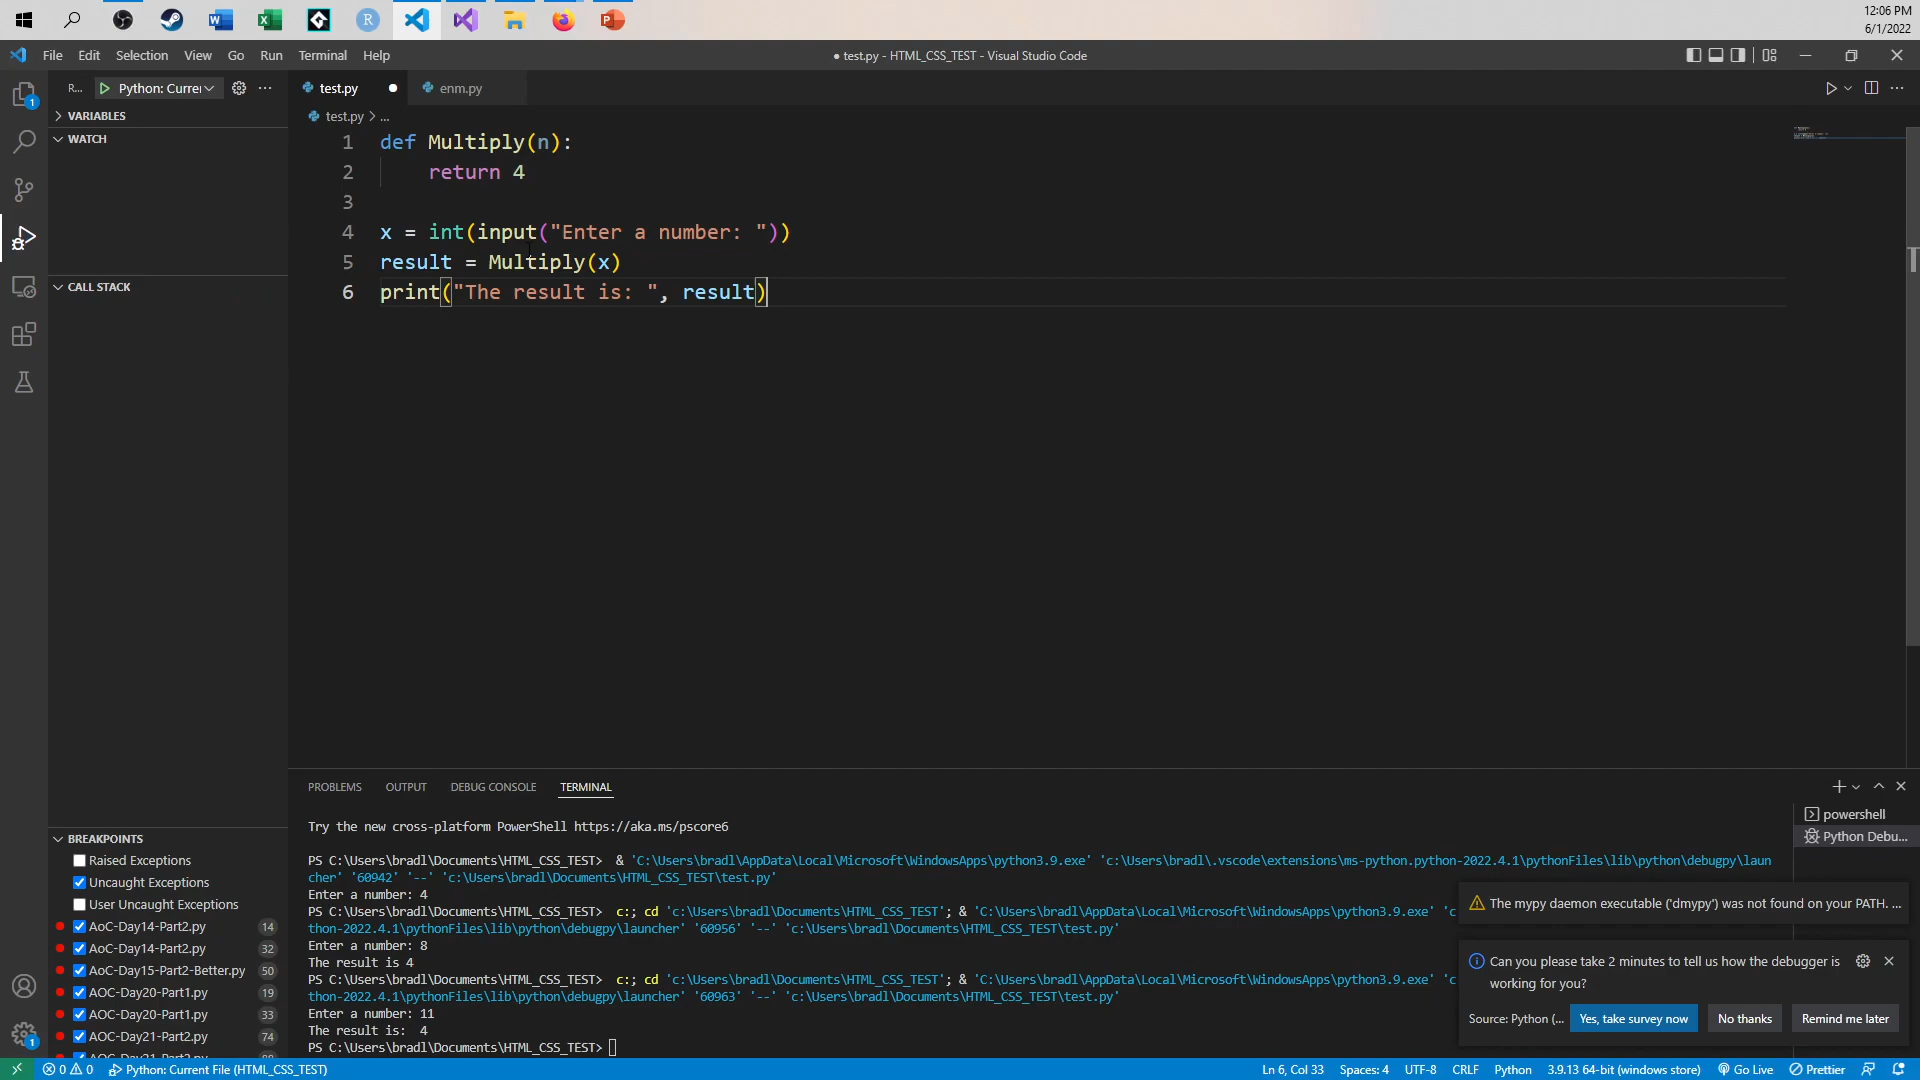 12:06 PM
6/1/2022
File Edit Selection View Go Run Terminal Help
● test.py - HTML_CSS_TEST - Visual Studio Code
R... Python: Currer
test.py
enm.py
VARIABLES
test.py > ...
WATCH
1 def Multiply(n):
2 return 4
3
4 x = int(input("Enter a number: "))
5 result = Multiply(x)
6 print("The result is: ", result)
CALL STACK
PROBLEMS OUTPUT DEBUG CONSOLE TERMINAL
powershell
Python Debu...
Try the new cross-platform PowerShell https://aka.ms/pscore6
PS C:\Users\bradl\Documents\HTML_CSS_TEST> & 'C:\Users\bradl\AppData\Local\Microsoft\WindowsApps\python3.9.exe' 'c:\Users\bradl\.vscode\extensions\ms-python.python-2022.4.1\pythonFiles\lib\python\debugpy\laun
cher' '60942' '--' 'c:\Users\bradl\Documents\HTML_CSS_TEST\test.py'
Enter a number: 4
PS C:\Users\bradl\Documents\HTML_CSS_TEST> c:; cd 'c:\Users\bradl\Documents\HTML_CSS_TEST'; & 'C:\Users\bradl\AppData\Local\Microsoft\WindowsApps\python3.9.exe' 'c
thon-2022.4.1\pythonFiles\lib\python\debugpy\launcher' '60956' '--' 'c:\Users\bradl\Documents\HTML_CSS_TEST\test.py'
Enter a number: 8
The result is 4
PS C:\Users\bradl\Documents\HTML_CSS_TEST> c:; cd 'c:\Users\bradl\Documents\HTML_CSS_TEST'; & 'C:\Users\bradl\AppData\Local\Microsoft\WindowsApps\python3.9.exe' 'c
thon-2022.4.1\pythonFiles\lib\python\debugpy\launcher' '60963' '--' 'c:\Users\bradl\Documents\HTML_CSS_TEST\test.py'
Enter a number: 11
The result is:  4
PS C:\Users\bradl\Documents\HTML_CSS_TEST>
BREAKPOINTS
Raised Exceptions
Uncaught Exceptions
User Uncaught Exceptions
AoC-Day14-Part2.py 14
AoC-Day14-Part2.py 32
AoC-Day15-Part2-Better.py 50
AOC-Day20-Part1.py 19
AOC-Day20-Part1.py 33
AOC-Day21-Part2.py 74
AOC-Day21-Part2.py 88
The mypy daemon executable ('dmypy') was not found on your PATH. ...
Can you please take 2 minutes to tell us how the debugger is
working for you?
Source: Python (... Yes, take survey now No thanks Remind me later
0 0 Python: Current File (HTML_CSS_TEST) Ln 6, Col 33 Spaces: 4 UTF-8 CRLF Python 3.9.13 64-bit (windows store) Go Live Prettier